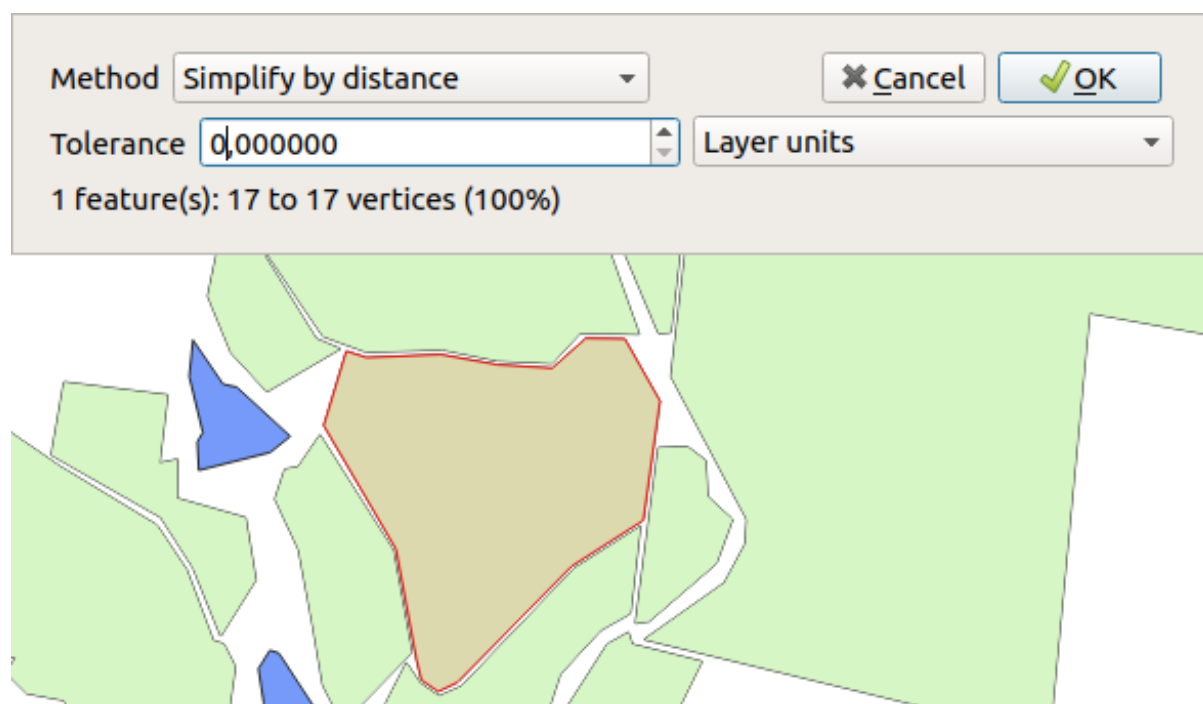 Method Simplify by distance Cancel OK
Tolerance 0,000000 Layer units
1 feature(s): 17 to 17 vertices (100%)